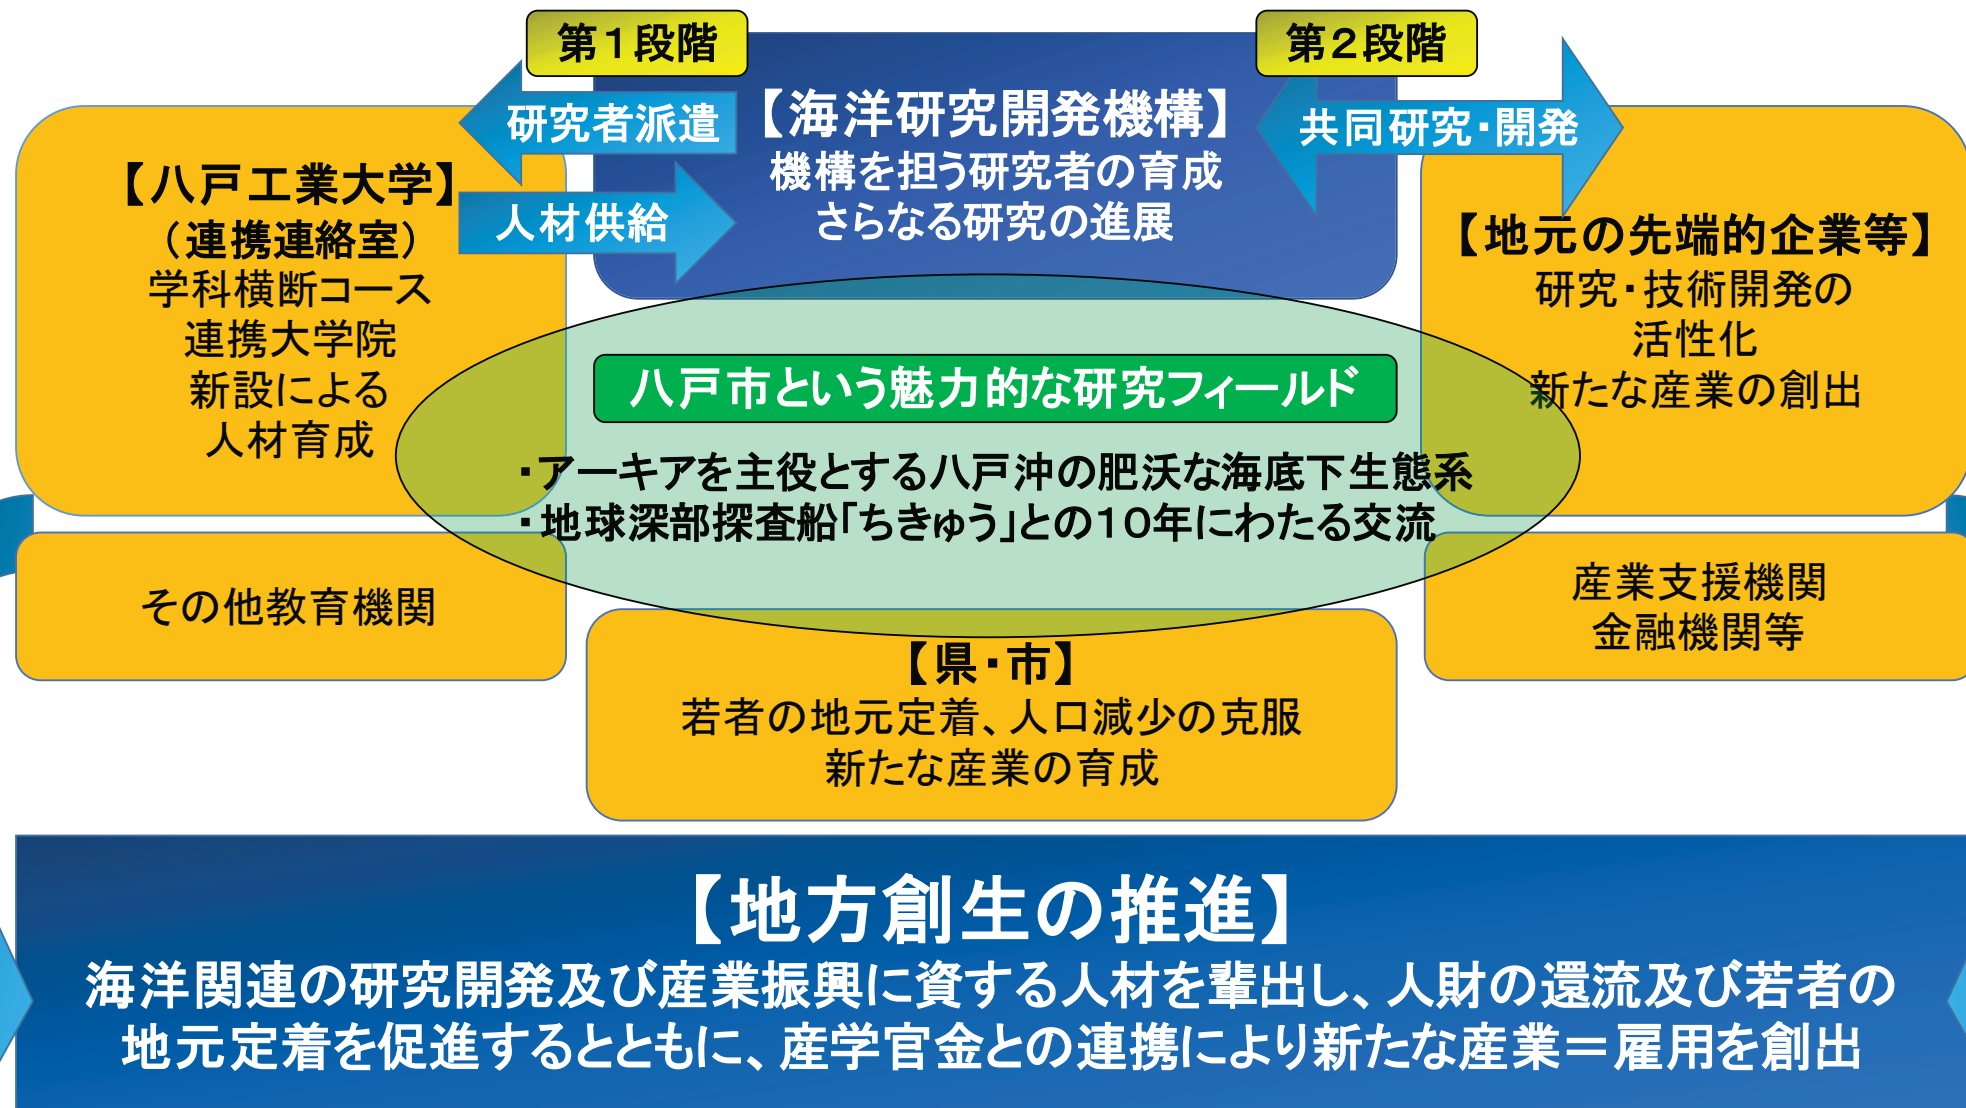 第１段階
研究者派遣
人材供給
【海洋研究開発機構】
機構を担う研究者の育成
さらなる研究の進展
第２段階
共同研究・開発
【八戸工業大学】
（連携連絡室）
学科横断コース
連携大学院
新設による
人材育成
【地元の先端的企業等】
研究・技術開発の
活性化
新たな産業の創出
八戸市という魅力的な研究フィールド
・アーキアを主役とする八戸沖の肥沃な海底下生態系
・地球深部探査船「ちきゅう」との１０年にわたる交流
その他教育機関
産業支援機関
金融機関等
【県・市】
若者の地元定着、人口減少の克服
新たな産業の育成
【地方創生の推進】
海洋関連の研究開発及び産業振興に資する人材を輩出し、人財の還流及び若者の
地元定着を促進するとともに、産学官金との連携により新たな産業＝雇用を創出